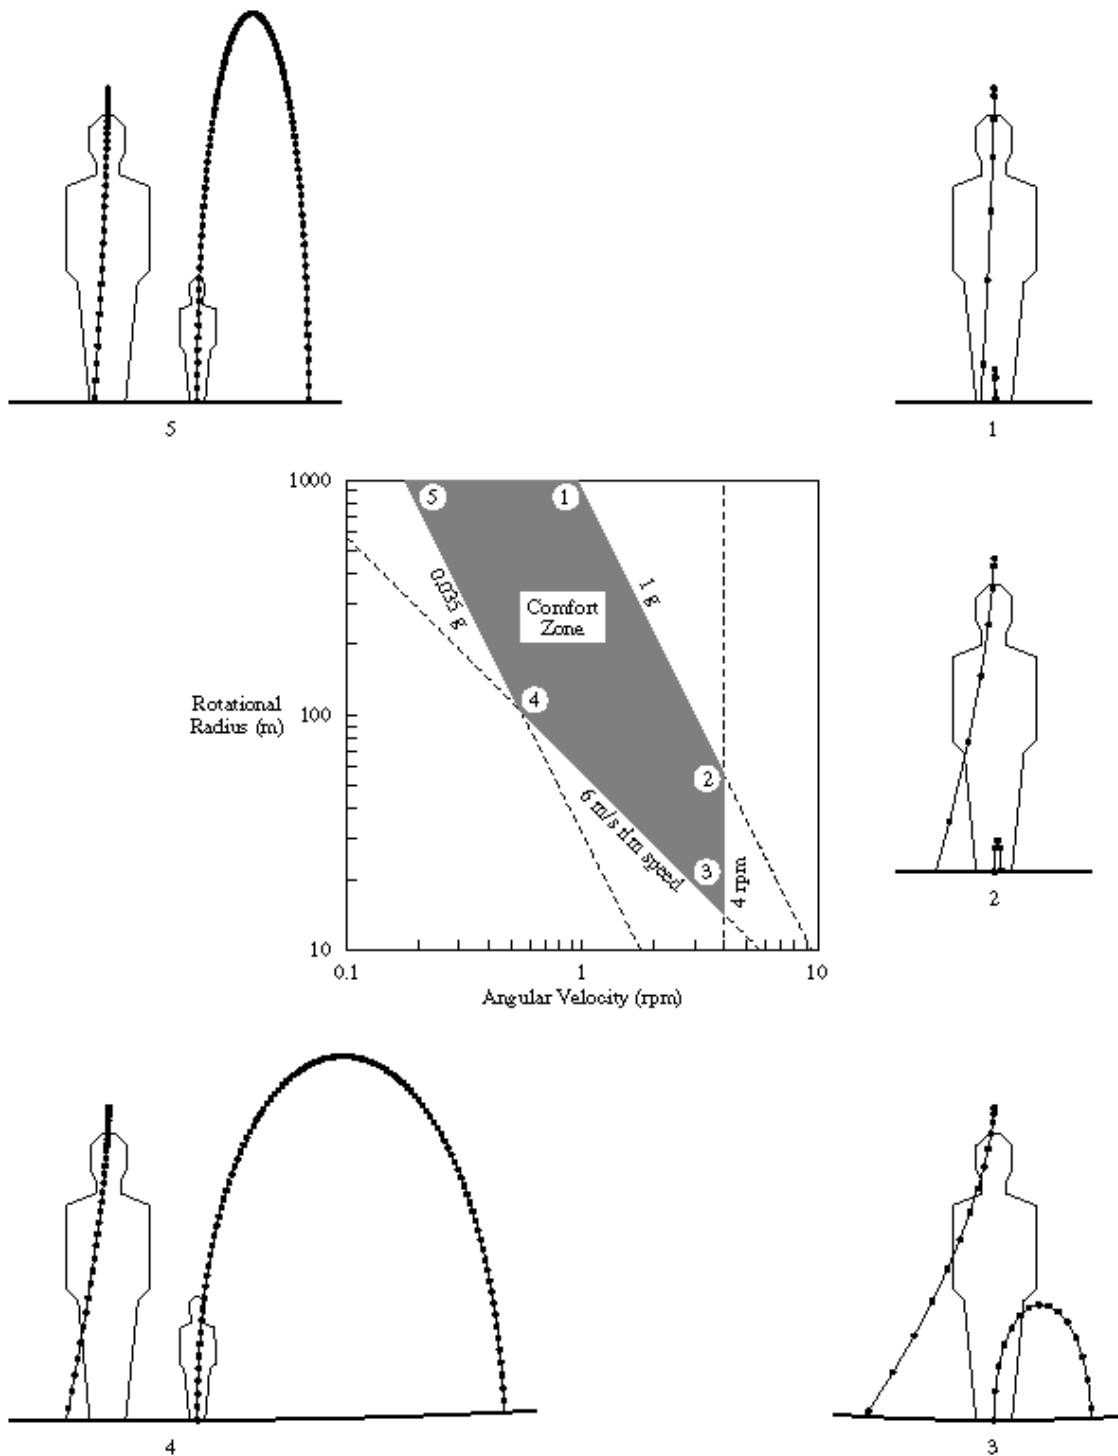 5
1
1000
5
1
0.035 g
1 g
Comfort
Zone
Rotational
Radius (m)
100
4
2
6 m/s rim speed
3
4 rpm
2
10
0.1
1
10
Angular Velocity (rpm)
4
3